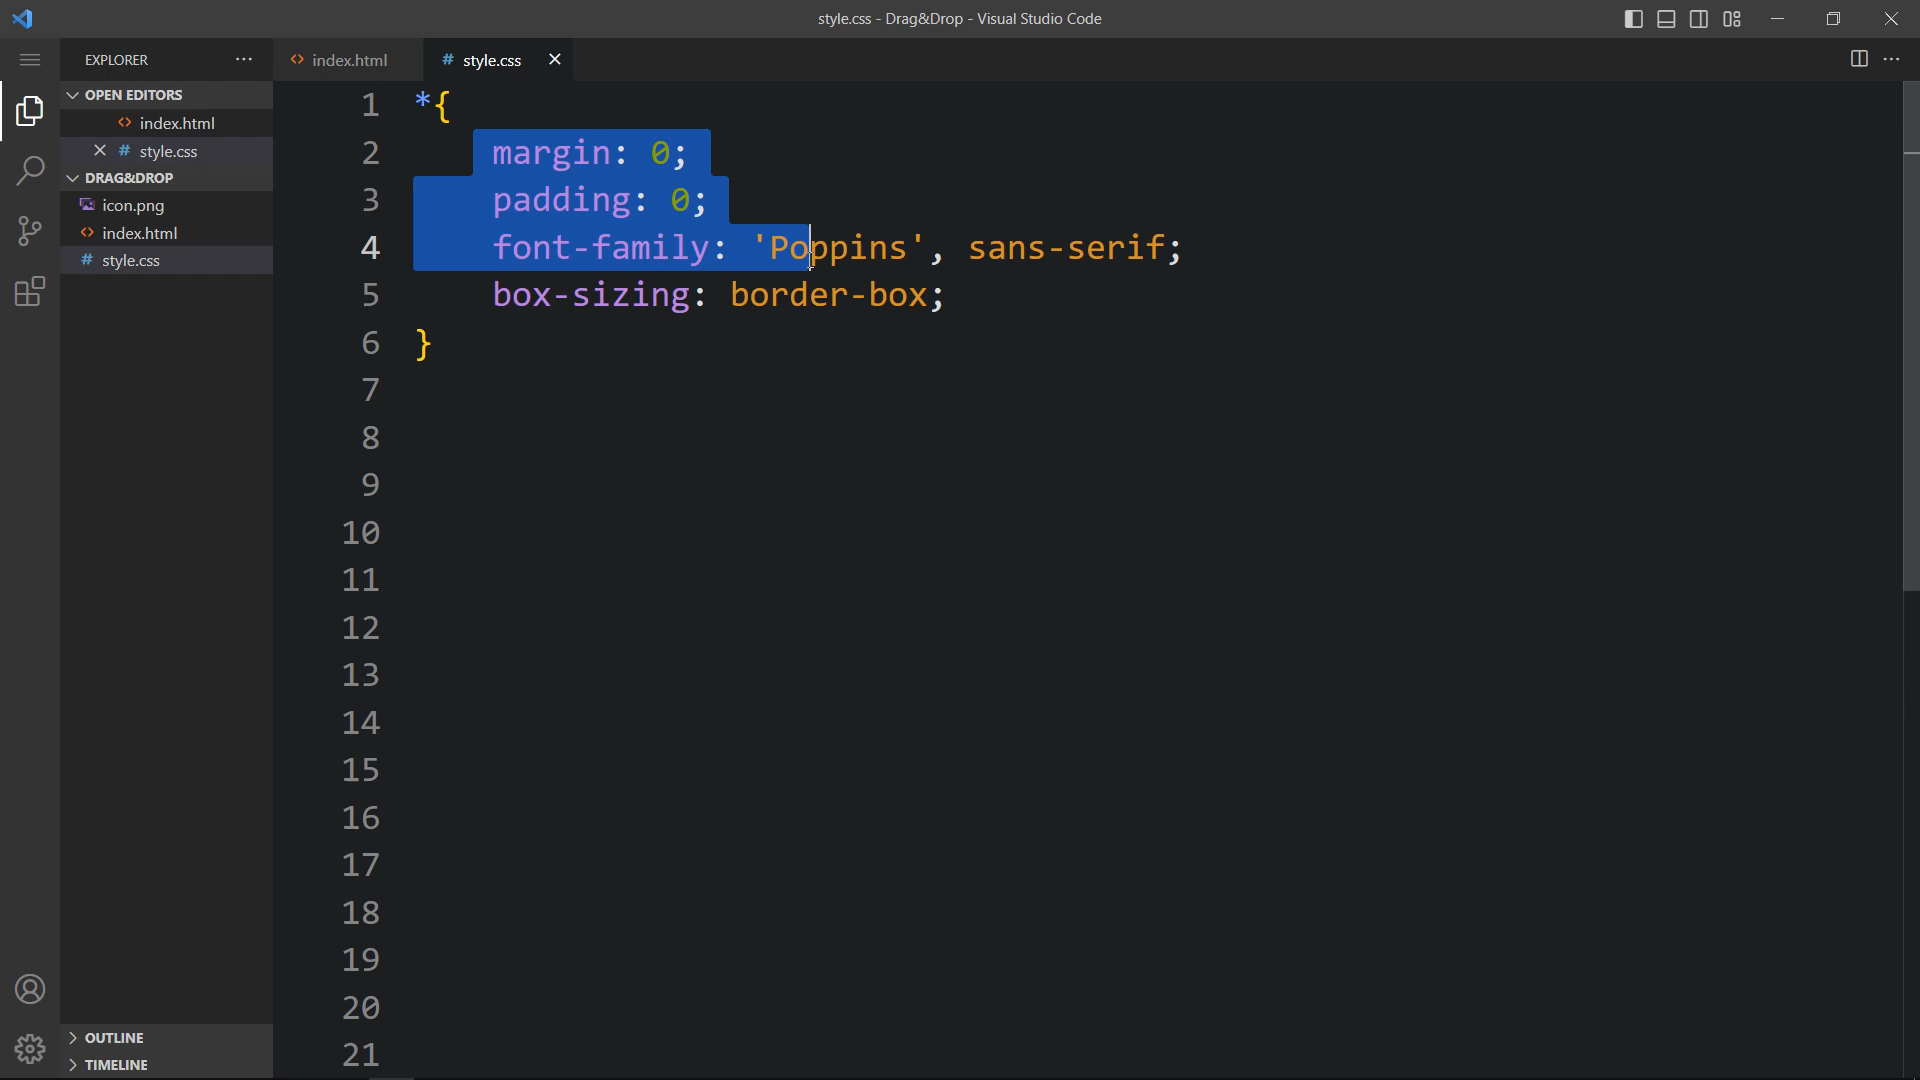 style.css - Drag&Drop - Visual Studio Code
EXPLORER
index.html
# style.css
OPEN EDITORS
index.html
# style.css
DRAG&DROP
icon.png
index.html
# style.css
OUTLINE
TIMELINE
1 *{
2 margin: 0;
3 padding: 0;
4 font-family: 'Poppins', sans-serif;
5 box-sizing: border-box;
6 }
7
8
9
10
11
12
13
14
15
16
17
18
19
20
21